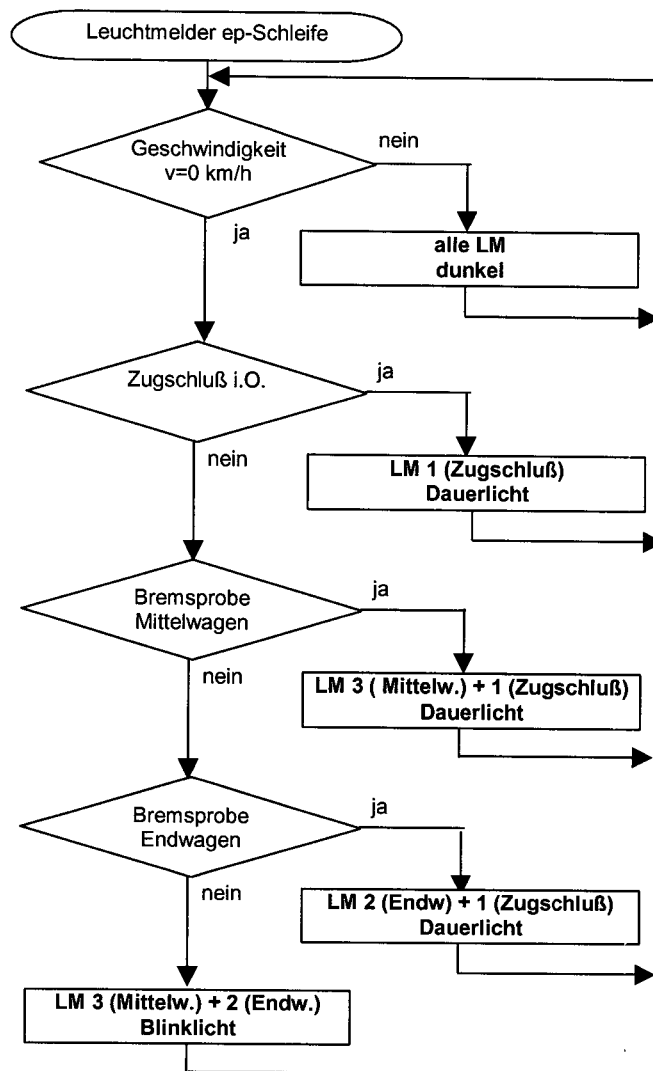 Leuchtmelder ep-Schleife
Geschwindigkeit
v=0 km/h
nein
ja
alle LM
dunkel
Zugschluß i.O.
ja
nein
LM 1 (Zugschluß)
Dauerlicht
Bremsprobe
Mittelwagen
ja
nein
LM 3 ( Mittelw.) + 1 (Zugschluß)
Dauerlicht
Bremsprobe
Endwagen
ja
nein
LM 2 (Endw) + 1 (Zugschluß)
Dauerlicht
LM 3 (Mittelw.) + 2 (Endw.)
Blinklicht